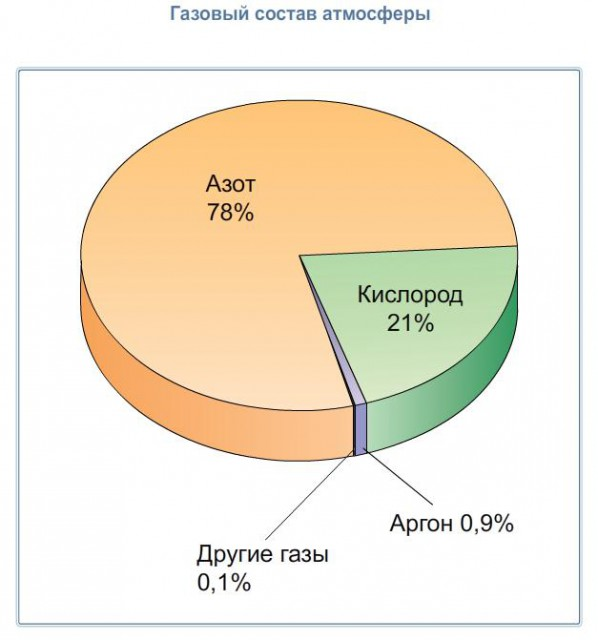 Газовый состав атмосферы
Азот
78%
Кислород
21%
Аргон 0,9%
Другие газы
0,1%